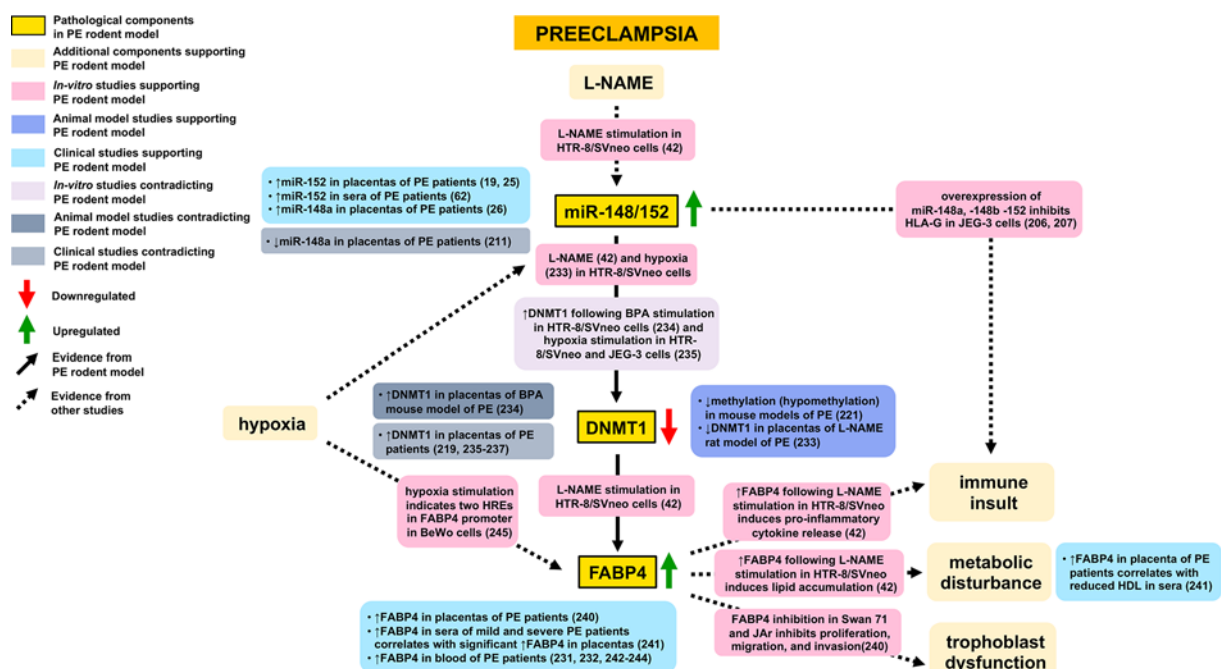 Pathological components
in PE rodent model
Additional components supporting
PE rodent model
In-vitro studies supporting
PE rodent model
Animal model studies supporting
PE rodent model
Clinical studies supporting
PE rodent model
In-vitro studies contradicting
PE rodent model
Animal model studies contradicting
PE rodent model
Clinical studies contradicting
PE rodent model
Downregulated
Upregulated
Evidence from
PE rodent model
Evidence from
other studies
PREECLAMPSIA
L-NAME
L-NAME stimulation in
HTR-8/SVneo cells (42)
• ↑miR-152 in placentas of PE patients (19, 25)
• ↑miR-152 in sera of PE patients (62)
• ↑miR-148a in placentas of PE patients (26)
miR-148/152
overexpression of
miR-148a, -148b -152 inhibits
HLA-G in JEG-3 cells (206, 207)
• ↓miR-148a in placentas of PE patients (211)
L-NAME (42) and hypoxia
(233) in HTR-8/SVneo cells
↑DNMT1 following BPA stimulation
in HTR-8/SVneo cells (234) and
hypoxia stimulation in HTR-
8/SVneo and JEG-3 cells (235)
hypoxia
• ↑DNMT1 in placentas of BPA
mouse model of PE (234)
• ↑DNMT1 in placentas of PE
patients (219, 235-237)
DNMT1
• ↓methylation (hypomethylation)
in mouse models of PE (221)
• ↓DNMT1 in placentas of L-NAME
rat model of PE (233)
hypoxia stimulation
indicates two HREs
in FABP4 promoter
in BeWo cells (245)
L-NAME stimulation in
HTR-8/SVneo cells (42)
↑FABP4 following L-NAME
stimulation in HTR-8/SVneo
induces pro-inflammatory
cytokine release (42)
immune
insult
FABP4
↑FABP4 following L-NAME
stimulation in HTR-8/SVneo
induces lipid accumulation (42)
metabolic
disturbance
• ↑FABP4 in placenta of PE
patients correlates with
reduced HDL in sera (241)
• ↑FABP4 in placentas of PE patients (240)
• ↑FABP4 in sera of mild and severe PE patients
correlates with significant ↑FABP4 in placentas (241)
• ↑FABP4 in blood of PE patients (231, 232, 242-244)
FABP4 inhibition in Swan 71
and JAr inhibits proliferation,
migration, and invasion(240)
trophoblast
dysfunction